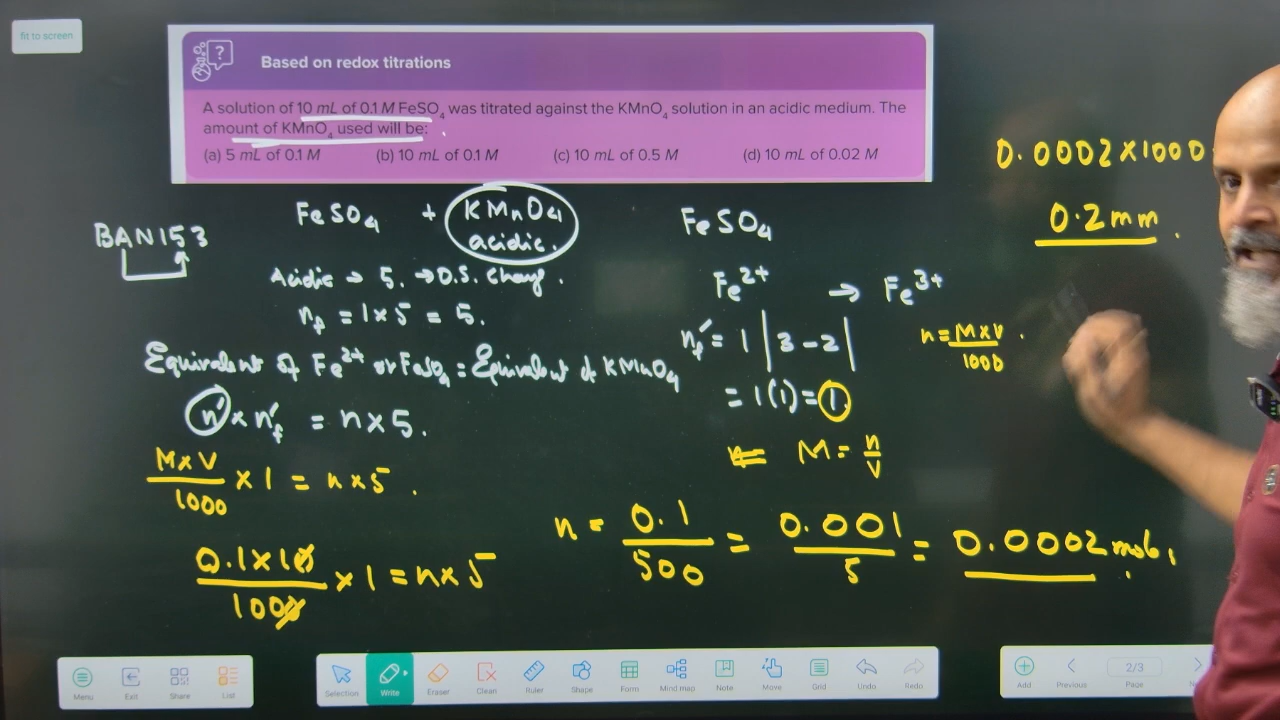 fit to screen
Based on redox titrations
A solution of 10 mL of 0.1 M FeSO₄ was titrated against the KMnO₄ solution in an acidic medium. The
amount of KMnO₄ used will be:
(a) 5 mL of 0.1 M (b) 10 mL of 0.1 M (c) 10 mL of 0.5 M (d) 10 mL of 0.02 M
BAN153
FeSO₄ + KMnO₄
acidic.
Acidic → 5. → O.S. Chang.
n_f = 1×5 = 5.
Equivalent of Fe²⁺ or FeSO₄ = Equivalent of KMnO₄
n' × n'_f = n×5.
M×V/1000 × 1 = n×5.
0.1×10/1000 × 1 = n×5
FeSO₄
Fe²⁺ → Fe³⁺
n'_f = 1 |3-2|
= 1(1) = 1.
n = M×V/1000.
M = n/V
n = 0.1/500 = 0.001/5 = 0.0002 mol.
0.0002×1000
0.2mm.
Menu Exit Share List
Selection Write Eraser Clean Ruler Shape Form Mind map Note Move Grid Undo Redo
Add Previous 2/3 Page